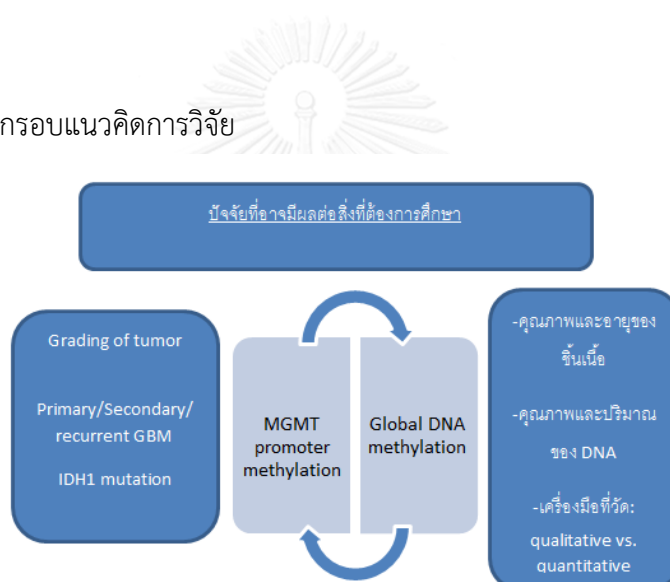 กรอบแนวคิดการวิจัย
ปัจจัยที่อาจมีผลต่อสิ่งที่ต้องการศึกษา
Grading of tumor
Primary/Secondary/
recurrent GBM
IDH1 mutation
MGMT
promoter
methylation
Global DNA
methylation
-คุณภาพและอายุของ
ชิ้นเนื้อ
-คุณภาพและปริมาณ
ของ DNA
-เครื่องมือที่วัด:
qualitative vs.
quantitative